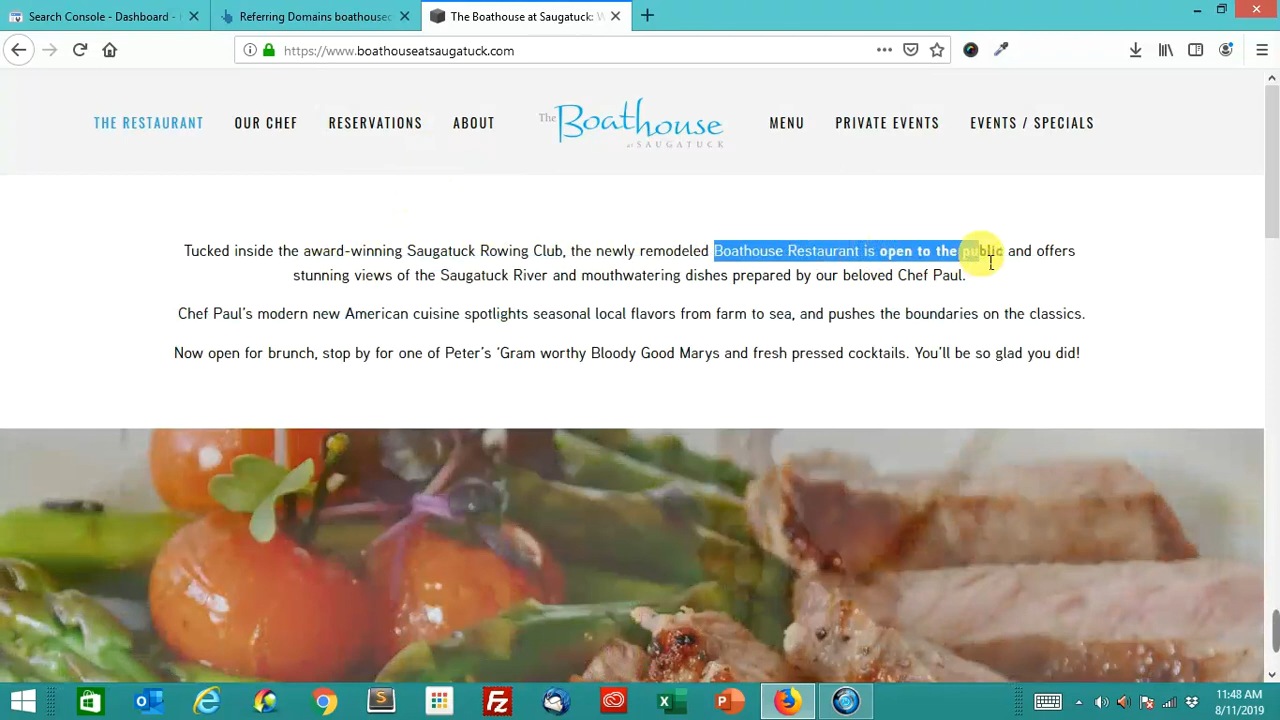 Search Console - Dashboard -
Referring Domains boathousec
The Boathouse at Saugatuck: W
https://www.boathouseatsaugatuck.com
THE RESTAURANT OUR CHEF RESERVATIONS ABOUT The Boathouse at SAUGATUCK MENU PRIVATE EVENTS EVENTS / SPECIALS
Tucked inside the award-winning Saugatuck Rowing Club, the newly remodeled Boathouse Restaurant is open to the public and offers
stunning views of the Saugatuck River and mouthwatering dishes prepared by our beloved Chef Paul.
Chef Paul's modern new American cuisine spotlights seasonal local flavors from farm to sea, and pushes the boundaries on the classics.
Now open for brunch, stop by for one of Peter's ‘Gram worthy Bloody Good Marys and fresh pressed cocktails. You'll be so glad you did!
11:48 AM
8/11/2019